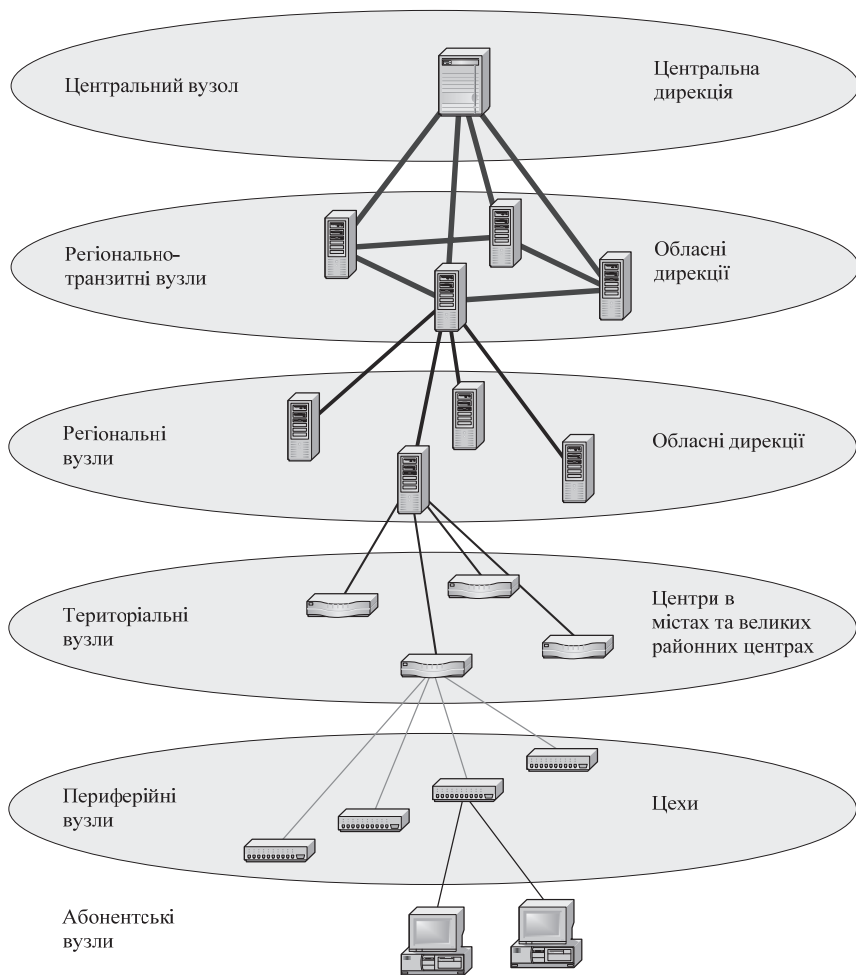 Центральний вузол
Центральна
дирекція
Регіонально-
транзитні вузли
Обласні
дирекції
Регіональні
вузли
Обласні дирекції
Територіальні
вузли
Центри в
містах та великих
районних центрах
Периферійні
вузли
Цехи
Абонентські
вузли